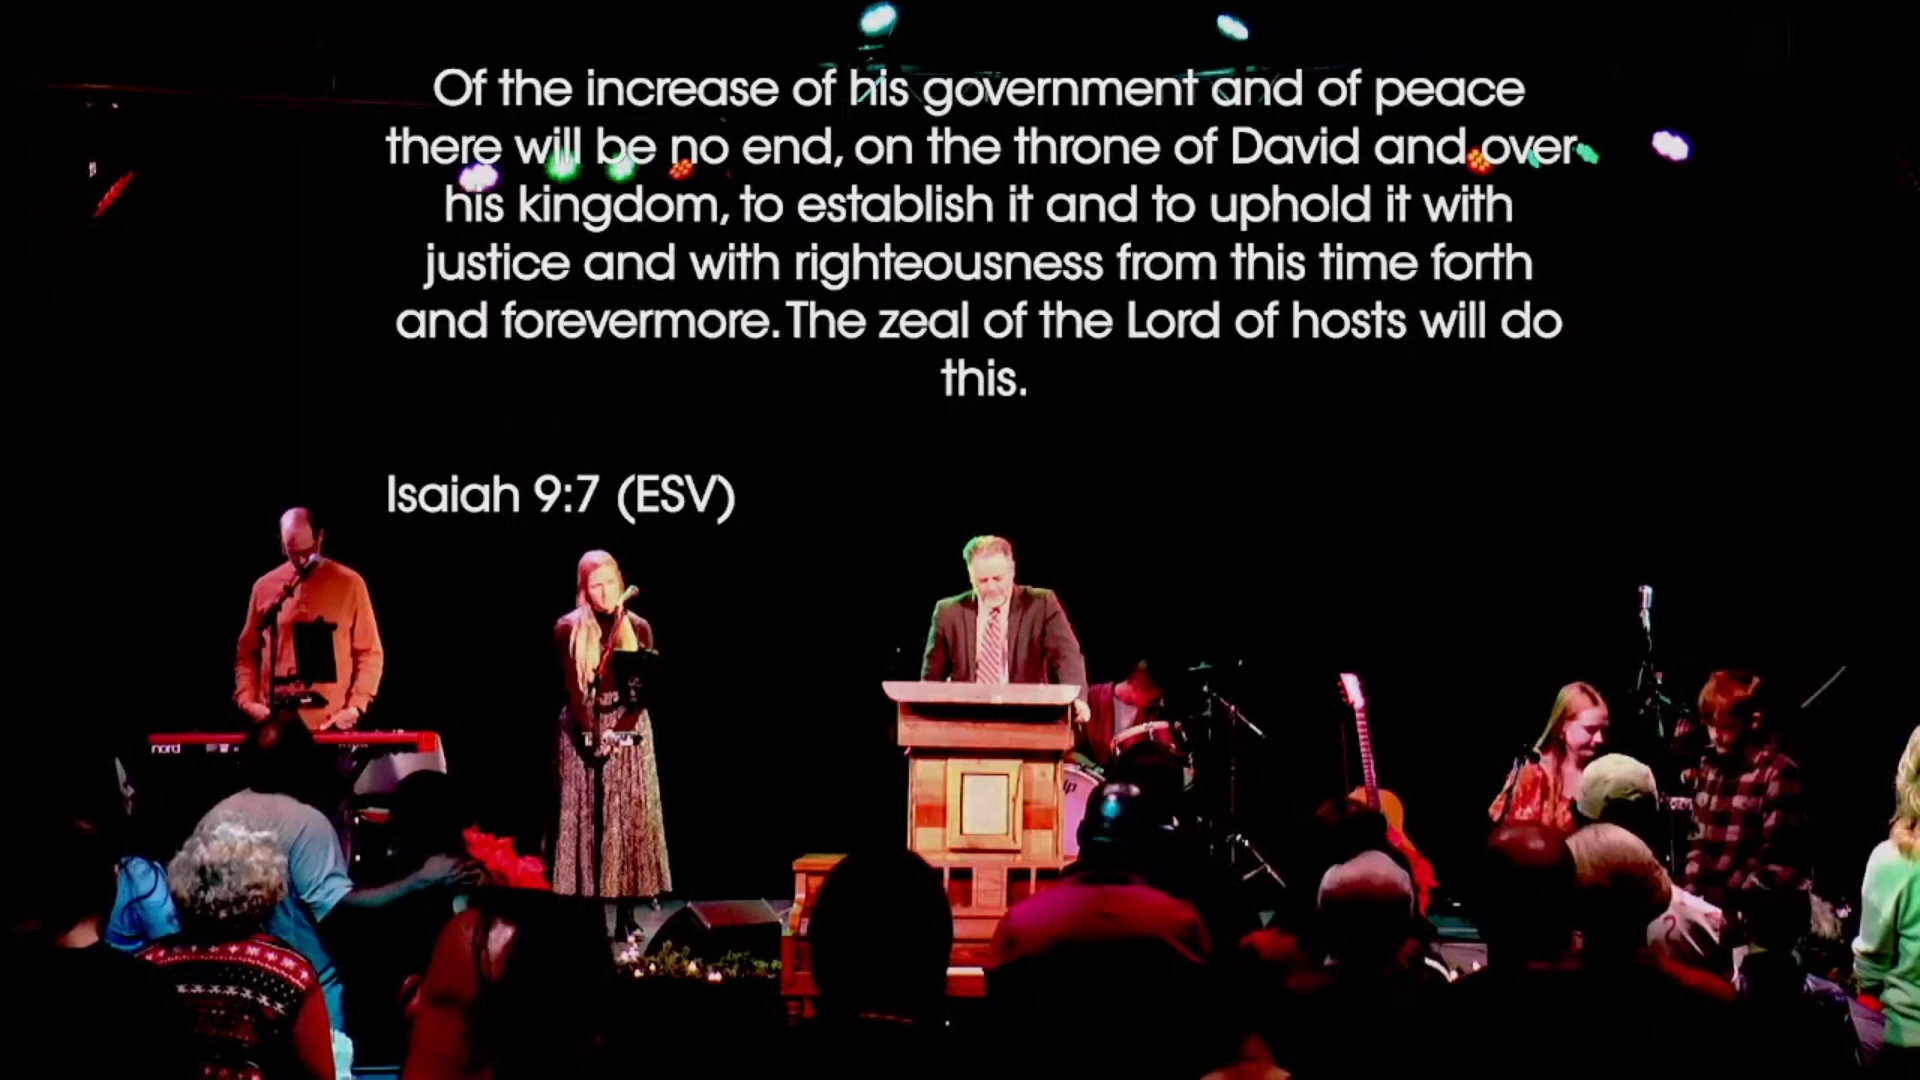 Of the increase of his government and of peace
there will be no end, on the throne of David and over
his kingdom, to establish it and to uphold it with
justice and with righteousness from this time forth
and forevermore. The zeal of the Lord of hosts will do
this.
Isaiah 9:7 (ESV)
nord